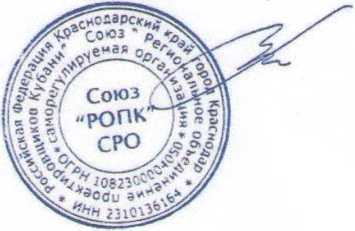 Российская Федерация Краснодарский край город Краснодар
Союз "Региональное объединение проектировщиков Кубани"
саморегулируемая организация
* ОГРН 1082300004050 *
* ИНН 2310136164 *
Союз
"РОПК"
СРО